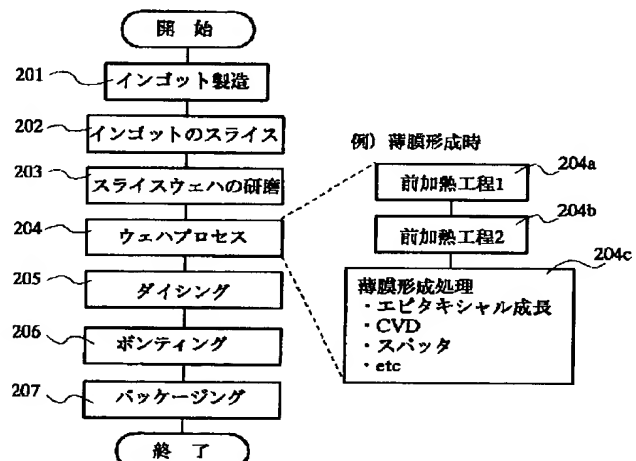 開 始
201
インゴット製造
202
インゴットのスライス
203
スライスウェハの研磨
204
ウェハプロセス
205
ダイシング
206
ボンティング
207
パッケージング
終 了
例）薄膜形成時
204a
前加熱工程1
204b
前加熱工程2
204c
薄膜形成処理
・エピタキシャル成長
・CVD
・スパッタ
・etc